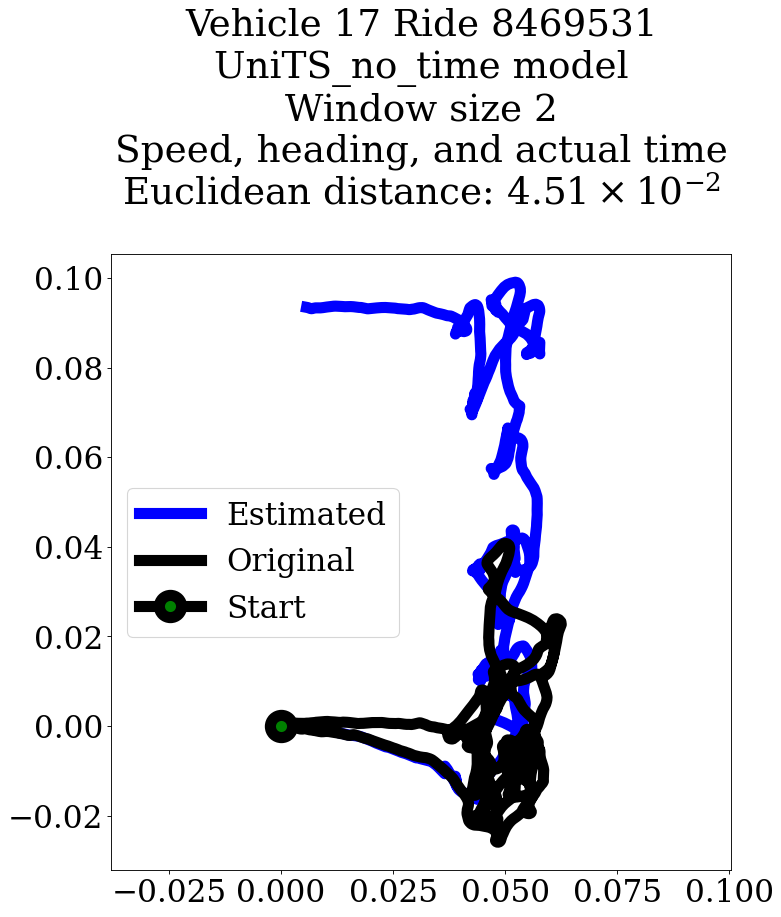 Vehicle 17 Ride 8469531
UniTS_no_time model
Window size 2
Speed, heading, and actual time
Euclidean distance: 4.51 × 10⁻²
0.10
0.08
0.06
0.04
0.02
0.00
−0.02
Estimated
Original
Start
−0.025 0.000 0.025 0.050 0.075 0.100